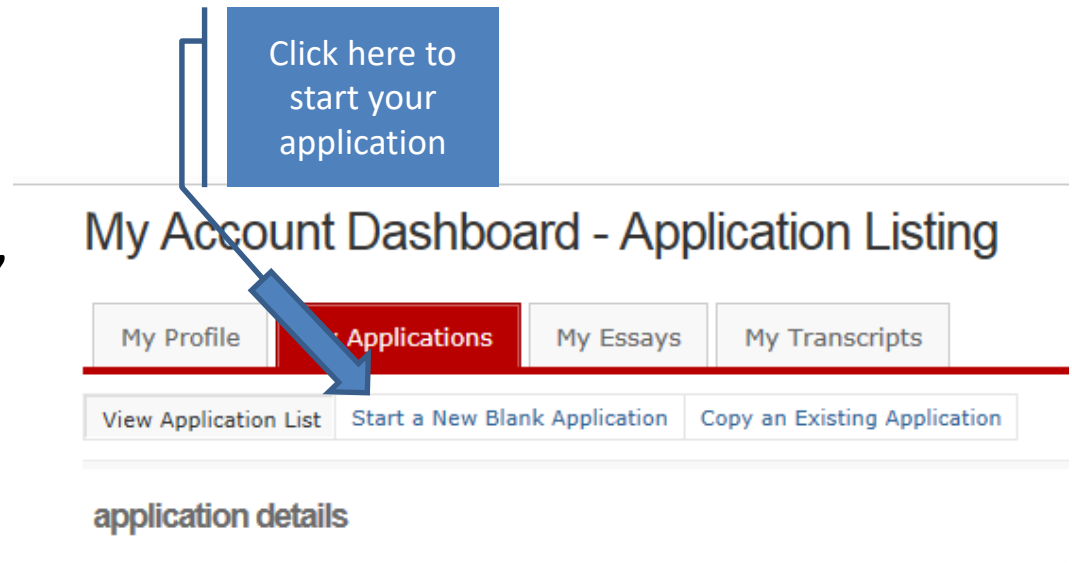 Click here to
start your
application
My Account Dashboard - Application Listing
My Profile
Applications
My Essays
My Transcripts
View Application List
Start a New Blank Application
Copy an Existing Application
application details